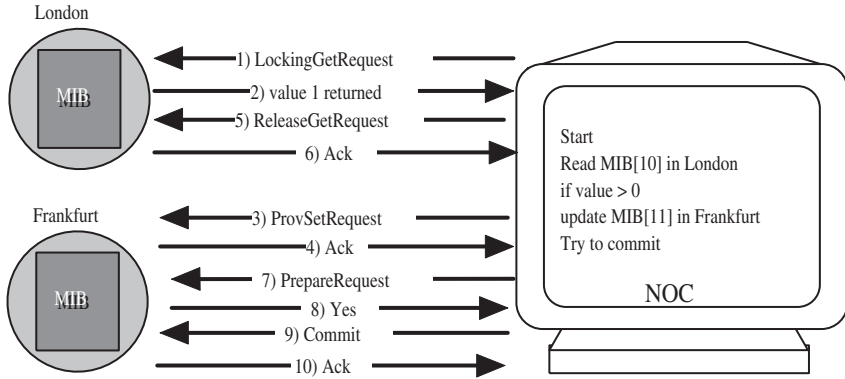 London
MIB
1) LockingGetRequest
2) value 1 returned
5) ReleaseGetRequest
6) Ack
Frankfurt
MIB
3) ProvSetRequest
4) Ack
7) PrepareRequest
8) Yes
9) Commit
10) Ack
Start
Read MIB[10] in London
if value > 0
update MIB[11] in Frankfurt
Try to commit
NOC